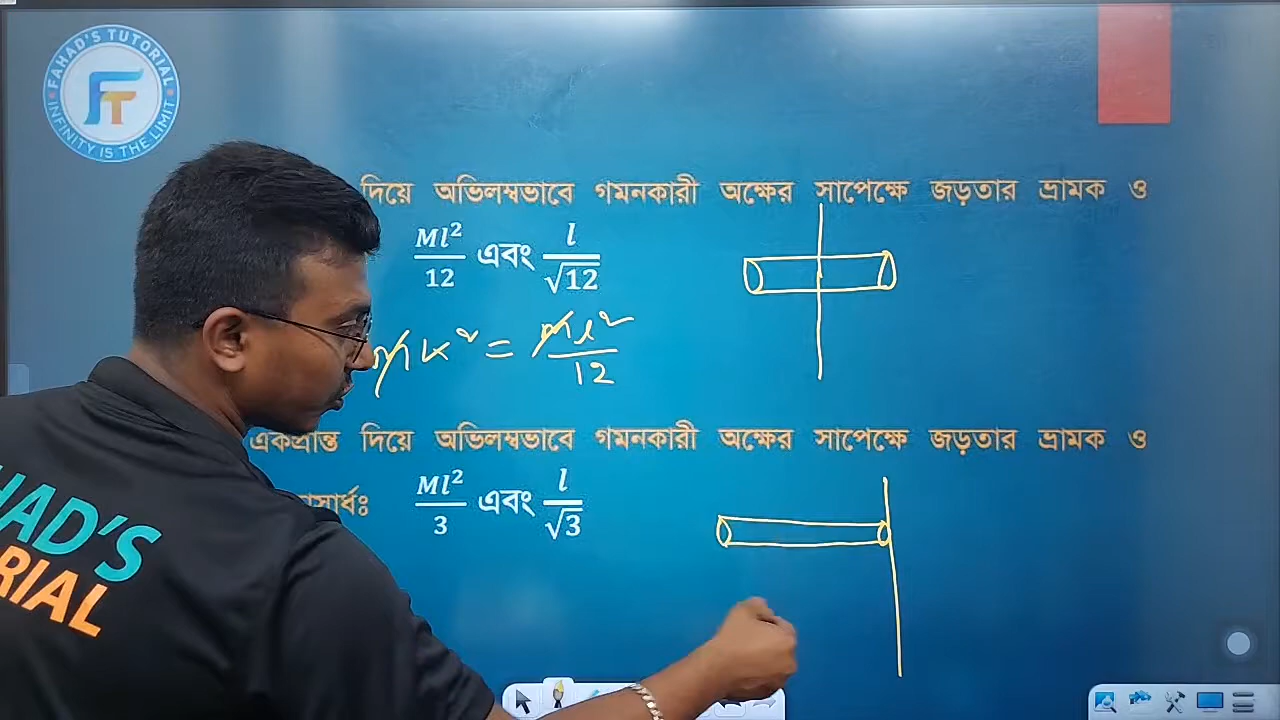 FAHAD'S TUTORIAL
INFINITY IS THE LIMIT
FT
দিয়ে অভিলম্বভাবে গমনকারী অক্ষের সাপেক্ষে জড়তার ভ্রামক ও
Ml²/12 এবং l/√12
mk² = ml²/12
একপ্রান্ত দিয়ে অভিলম্বভাবে গমনকারী অক্ষের সাপেক্ষে জড়তার ভ্রামক ও
Ml²/3 এবং l/√3
HAD'S
RIAL